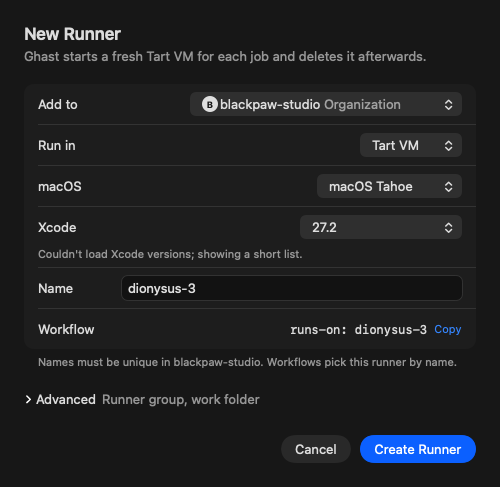 New Runner
Ghast starts a fresh Tart VM for each job and deletes it afterwards.
Add to B blackpaw-studio Organization
Run in Tart VM
macOS macOS Tahoe
Xcode 27.2
Couldn't load Xcode versions; showing a short list.
Name dionysus-3
Workflow runs-on: dionysus-3 Copy
Names must be unique in blackpaw-studio. Workflows pick this runner by name.
Advanced Runner group, work folder
Cancel Create Runner